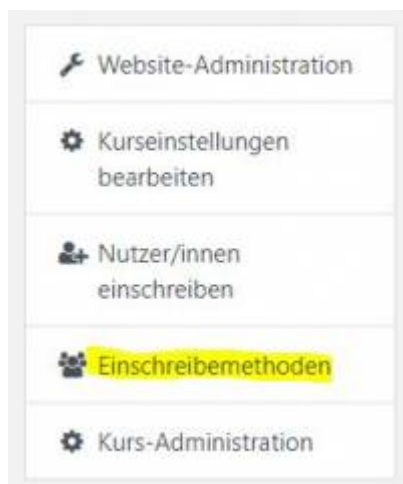 Website-Administration
Kurseinstellungen
bearbeiten
Nutzer/innen
einschreiben
Einschreibemethoden
Kurs-Administration